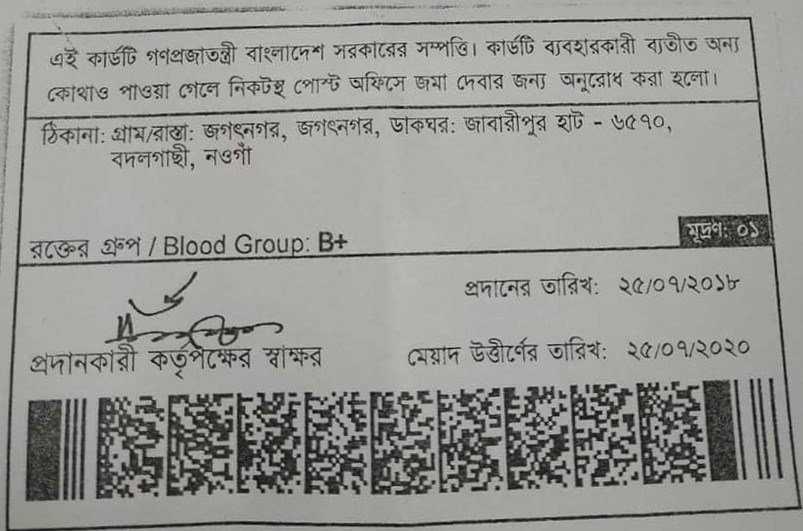 এই কার্ডটি গণপ্রজাতন্ত্রী বাংলাদেশ সরকারের সম্পত্তি। কার্ডটি ব্যবহারকারী ব্যতীত অন্য
কোথাও পাওয়া গেলে নিকটস্থ পোস্ট অফিসে জমা দেবার জন্য অনুরোধ করা হলো।
ঠিকানা: গ্রাম/রাস্তা: জগৎনগর, জগৎনগর, ডাকঘর: জাবারীপুর হাট - ৬৫৭০,
বদলগাছী, নওগাঁ
রক্তের গ্রুপ / Blood Group: B+
মূদ্রণ: ০১
প্রদানের তারিখ: ২৫/০৭/২০১৮
প্রদানকারী কর্তৃপক্ষের স্বাক্ষর
মেয়াদ উত্তীর্ণের তারিখ: ২৫/০৭/২০২০